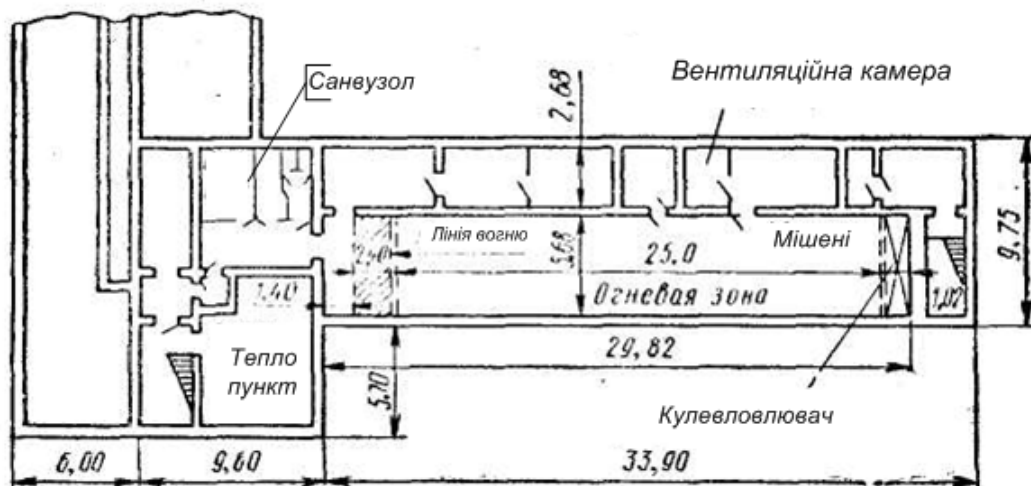 Санвузол
Вентиляційна камера
2,68
Лінія вогню
Мішені
2,40
5,68
25,0
9,75
1,40
Огневая зона
1,02
29,82
Тепло
пункт
5,70
Кулевловлювач
6,00
9,60
33,90